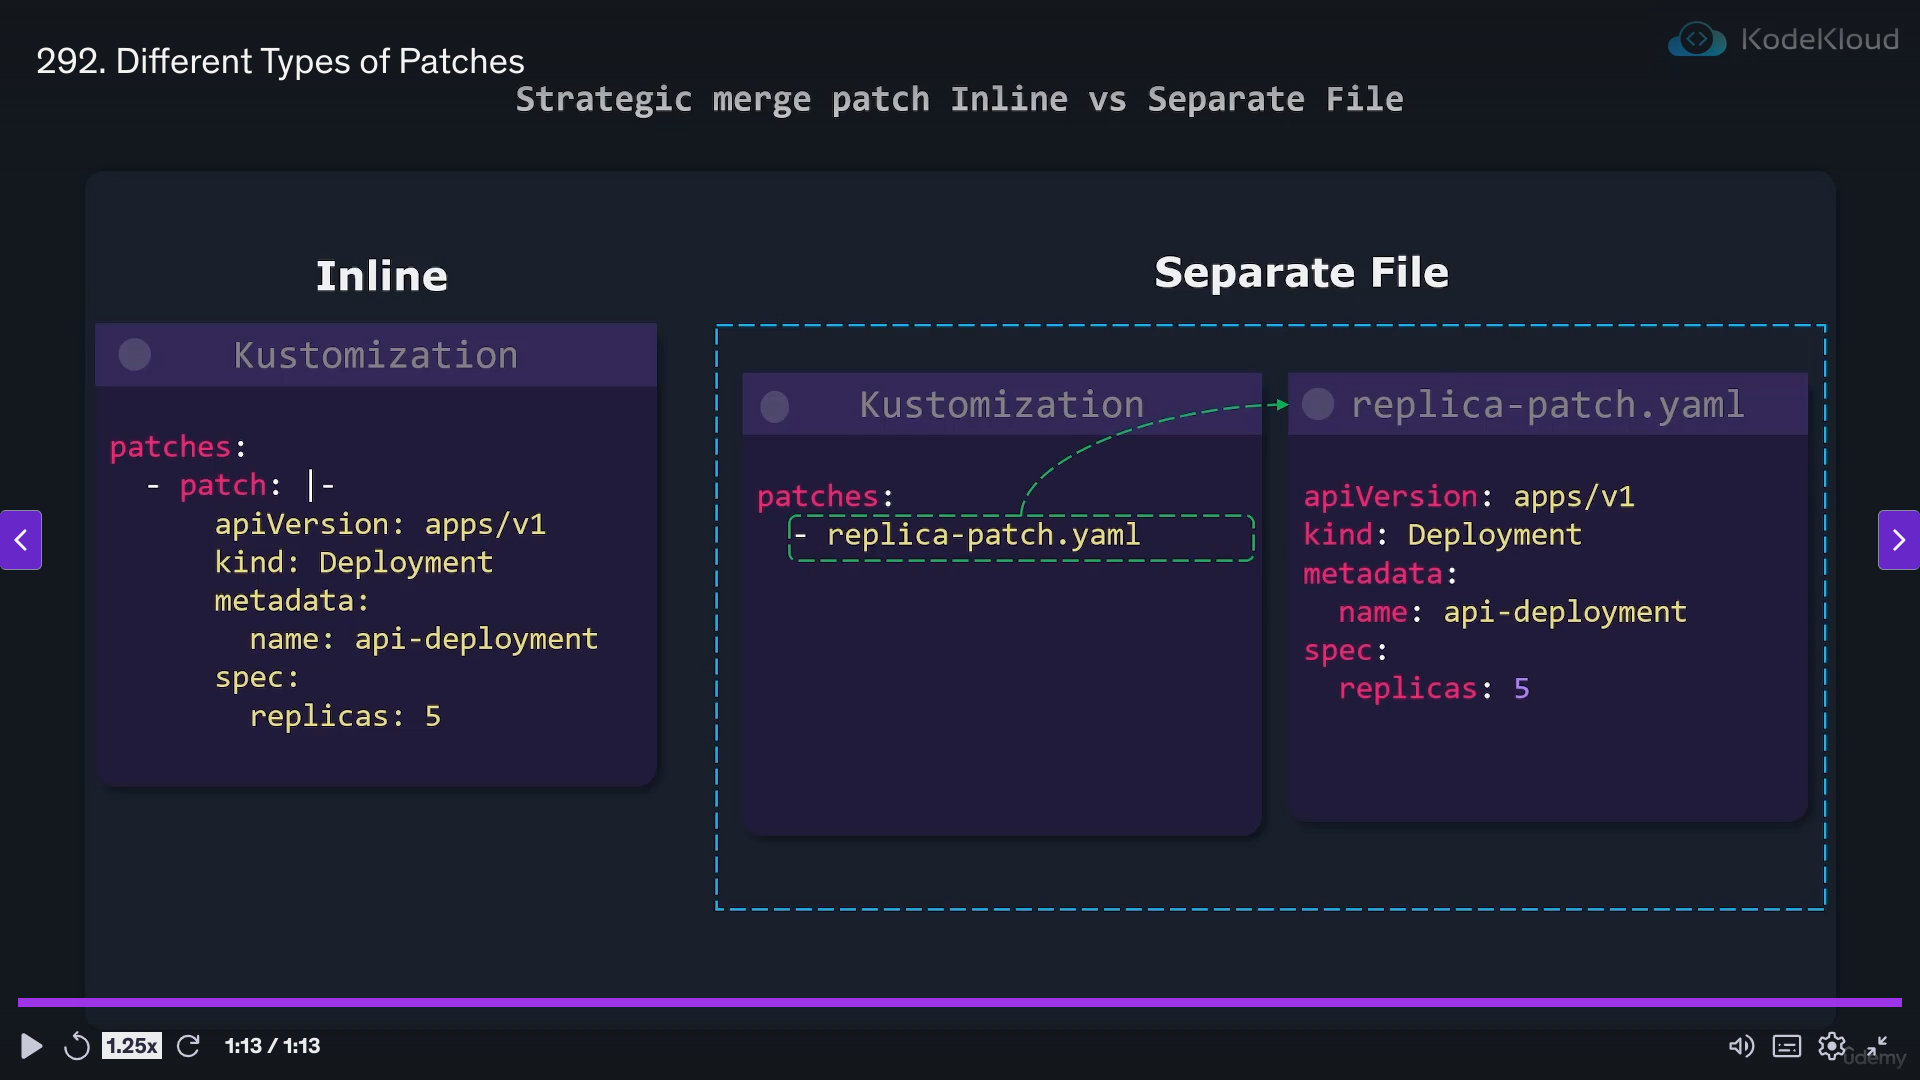 292. Different Types of Patches
KodeKloud
Strategic merge patch Inline vs Separate File
Inline
Kustomization
patches:
- patch: |-
apiVersion: apps/v1
kind: Deployment
metadata:
name: api-deployment
spec:
replicas: 5
Separate File
Kustomization
patches:
- replica-patch.yaml
replica-patch.yaml
apiVersion: apps/v1
kind: Deployment
metadata:
name: api-deployment
spec:
replicas: 5
1.25x
1:13 / 1:13
udemy